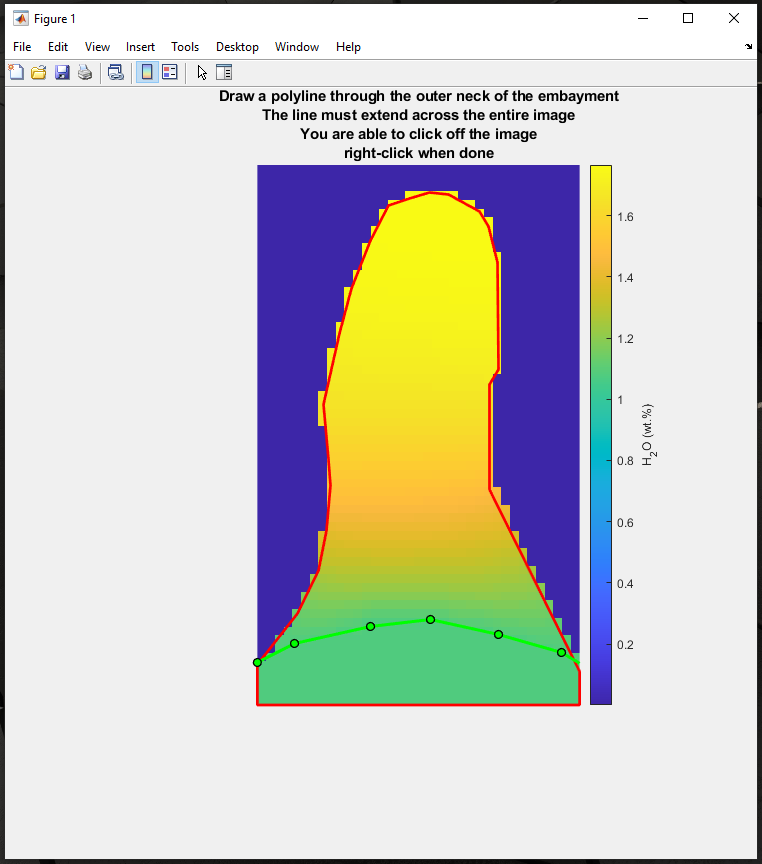 Figure 1
File Edit View Insert Tools Desktop Window Help
Draw a polyline through the outer neck of the embayment
The line must extend across the entire image
You are able to click off the image
right-click when done
1.6
1.4
1.2
1
0.8
0.6
0.4
0.2
H₂O (wt.%)